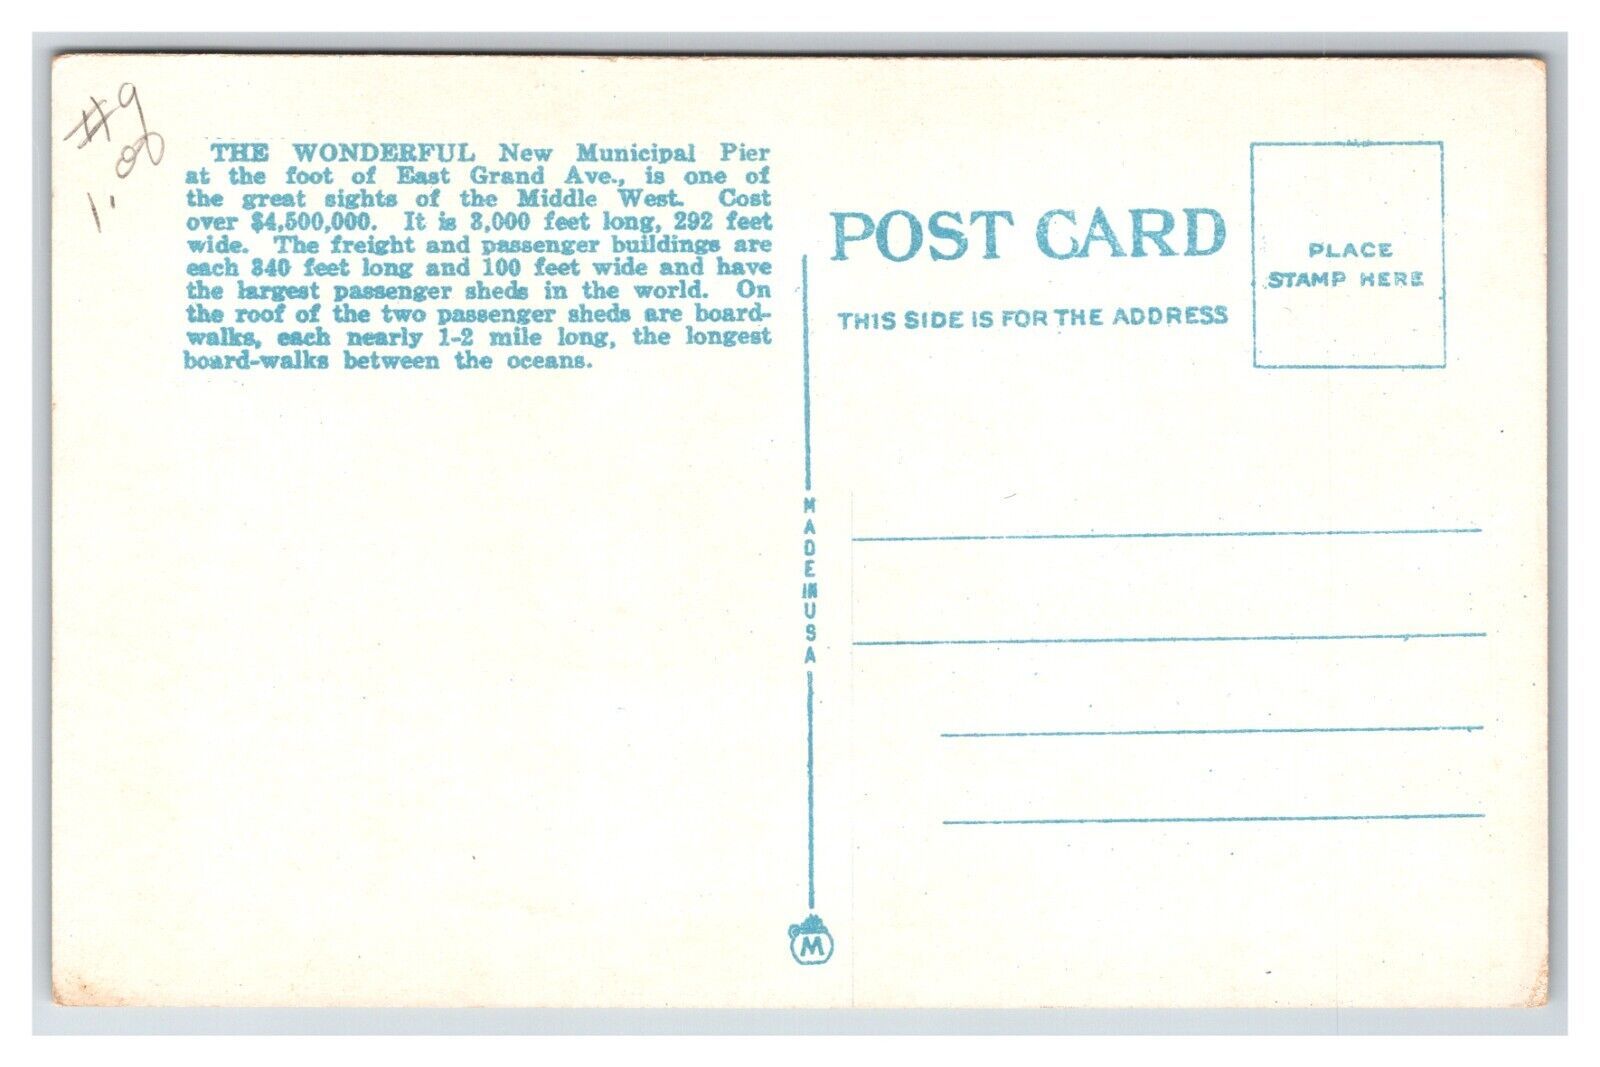 #9
1.00
THE WONDERFUL New Municipal Pier
at the foot of East Grand Ave., is one of
the great sights of the Middle West. Cost
over $4,500,000. It is 3,000 feet long, 292 feet
wide. The freight and passenger buildings are
each 840 feet long and 100 feet wide and have
the largest passenger sheds in the world. On
the roof of the two passenger sheds are board-
walks, each nearly 1-2 mile long, the longest
board-walks between the oceans.
POST CARD
THIS SIDE IS FOR THE ADDRESS
PLACE
STAMP HERE
MADE IN USA
M